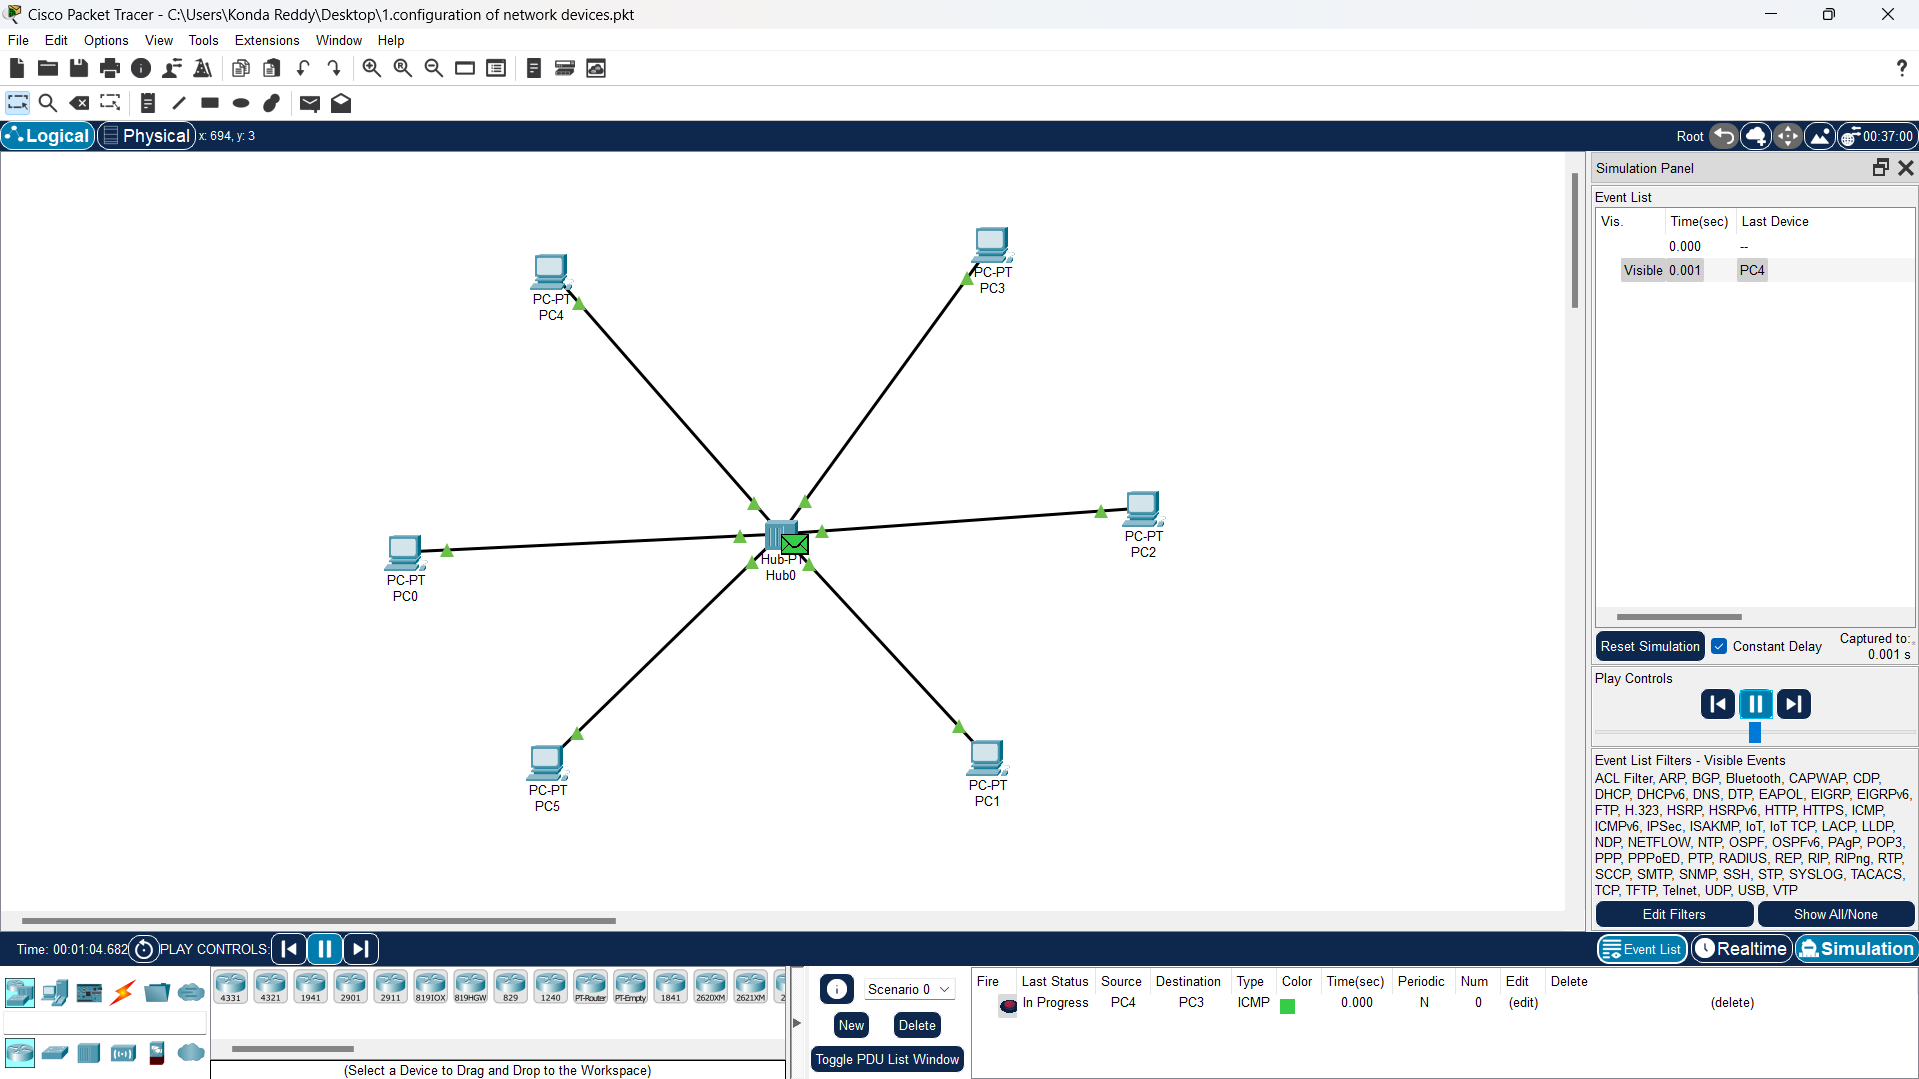 Cisco Packet Tracer - C:\Users\Konda Reddy\Desktop\1.configuration of network devices.pkt
File Edit Options View Tools Extensions Window Help
?
Logical Physical x: 694, y: 3 Root 00:37:00
Simulation Panel
Event List
Vis. Time(sec) Last Device
0.000 --
Visible 0.001 PC4
PC-PT
PC4
PC-PT
PC3
PC-PT
PC2
PC-PT
PC0
Hub-PT
Hub0
PC-PT
PC5
PC-PT
PC1
Reset Simulation Constant Delay Captured to:
0.001 s
Play Controls
Event List Filters - Visible Events
ACL Filter, ARP, BGP, Bluetooth, CAPWAP, CDP,
DHCP, DHCPv6, DNS, DTP, EAPOL, EIGRP, EIGRPv6,
FTP, H.323, HSRP, HSRPv6, HTTP, HTTPS, ICMP,
ICMPv6, IPSec, ISAKMP, IoT, IoT TCP, LACP, LLDP,
NDP, NETFLOW, NTP, OSPF, OSPFv6, PAgP, POP3,
PPP, PPPoED, PTP, RADIUS, REP, RIP, RIPng, RTP,
SCCP, SMTP, SNMP, SSH, STP, SYSLOG, TACACS,
TCP, TFTP, Telnet, UDP, USB, VTP
Edit Filters Show All/None
Time: 00:01:04.682 PLAY CONTROLS: Event List Realtime Simulation
4331 4321 1941 2901 2911 819IOX 819HGW 829 1240 PT-Router PT-Empty 1841 2620XM 2621XM 2
(Select a Device to Drag and Drop to the Workspace)
Scenario 0
New Delete
Toggle PDU List Window
Fire Last Status Source Destination Type Color Time(sec) Periodic Num Edit Delete
In Progress PC4 PC3 ICMP 0.000 N 0 (edit) (delete)